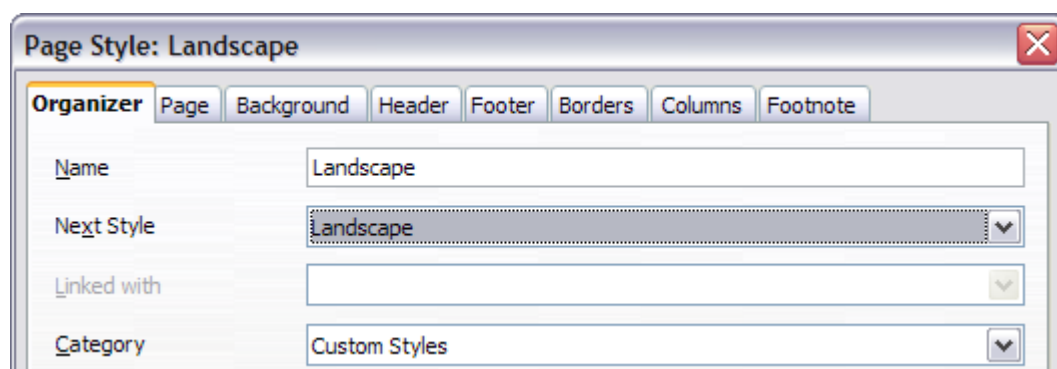 Page Style: Landscape
Organizer Page Background Header Footer Borders Columns Footnote
Name Landscape
Next Style Landscape
Linked with
Category Custom Styles